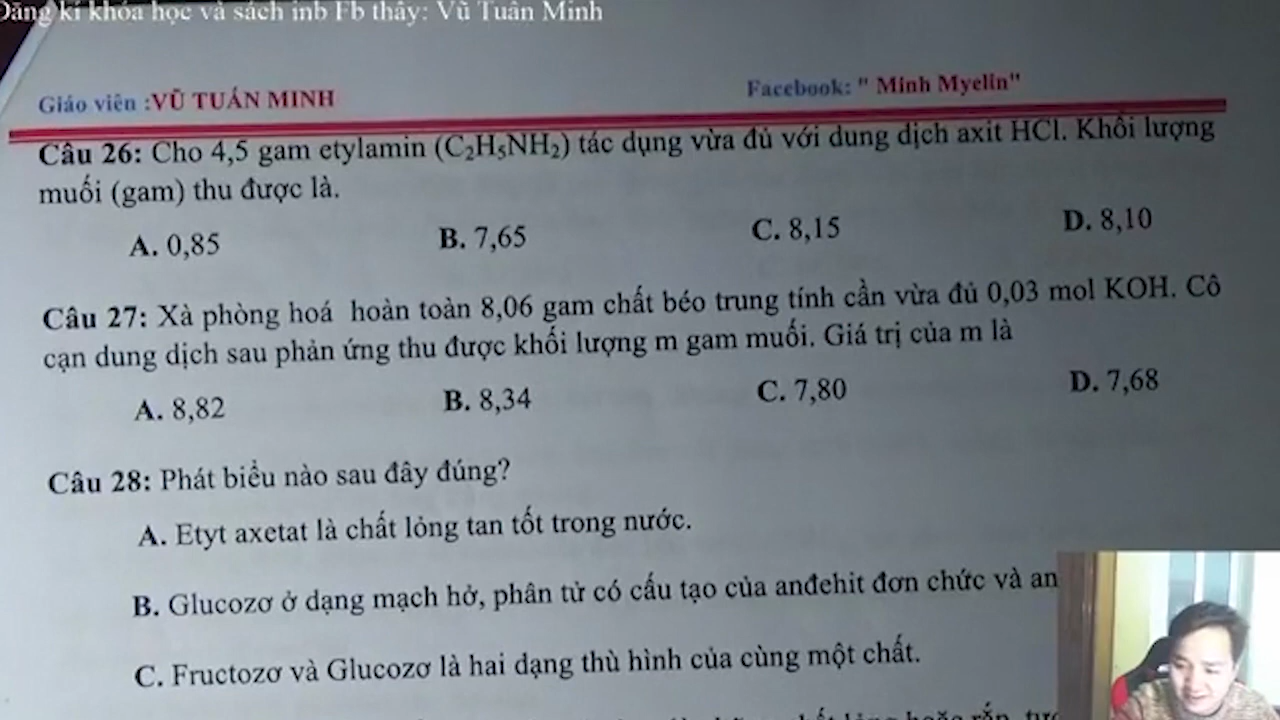 Đăng kí khóa học và sách inb Fb thầy: Vũ Tuấn Minh
Giáo viên :VŨ TUẤN MINH
Facebook: " Minh Myelin"
Câu 26: Cho 4,5 gam etylamin (C₂H₅NH₂) tác dụng vừa đủ với dung dịch axit HCl. Khối lượng
muối (gam) thu được là.
A. 0,85 B. 7,65 C. 8,15 D. 8,10
Câu 27: Xà phòng hoá hoàn toàn 8,06 gam chất béo trung tính cần vừa đủ 0,03 mol KOH. Cô
cạn dung dịch sau phản ứng thu được khối lượng m gam muối. Giá trị của m là
A. 8,82 B. 8,34 C. 7,80 D. 7,68
Câu 28: Phát biểu nào sau đây đúng?
A. Etyt axetat là chất lỏng tan tốt trong nước.
B. Glucozơ ở dạng mạch hở, phân tử có cấu tạo của anđehit đơn chức và an
C. Fructozơ và Glucozơ là hai dạng thù hình của cùng một chất.